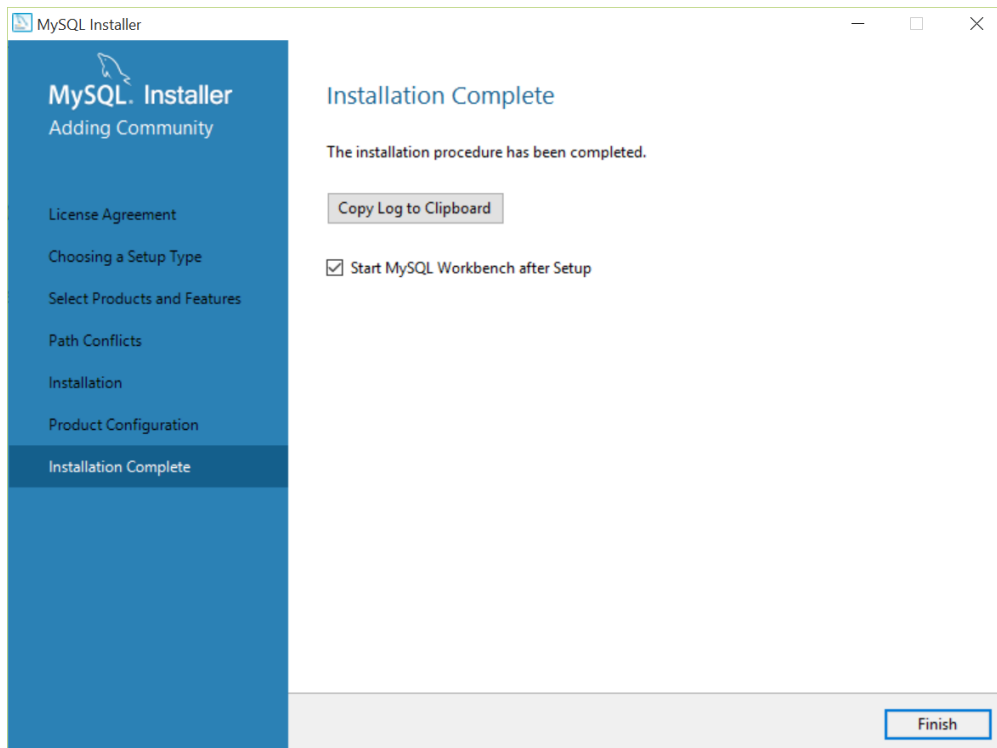 MySQL Installer
MySQL. Installer
Adding Community
License Agreement
Choosing a Setup Type
Select Products and Features
Path Conflicts
Installation
Product Configuration
Installation Complete
Installation Complete
The installation procedure has been completed.
Copy Log to Clipboard
Start MySQL Workbench after Setup
Finish